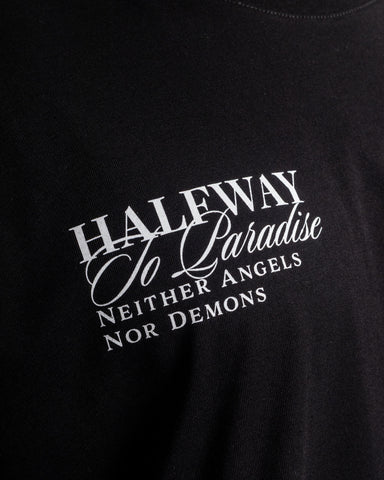 HALFWAY
To Paradise
NEITHER ANGELS
NOR DEMONS